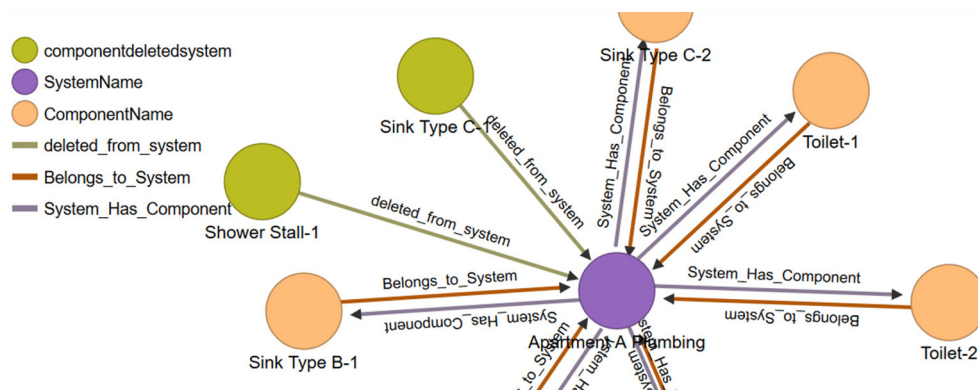 componentdeletedsystem
SystemName
ComponentName
deleted_from_system
Belongs_to_System
System_Has_Component
Sink Type C-2
Sink Type C-1
Toilet-1
Shower Stall-1
deleted_from_system
deleted_from_system
System_Has_Component
Belongs_to_System
System_Has_Component
Belongs_to_System
Belongs_to_System
System_Has_Component
System_Has_Component
Belongs_to_System
Apartment A Plumbing
Sink Type B-1
Toilet-2